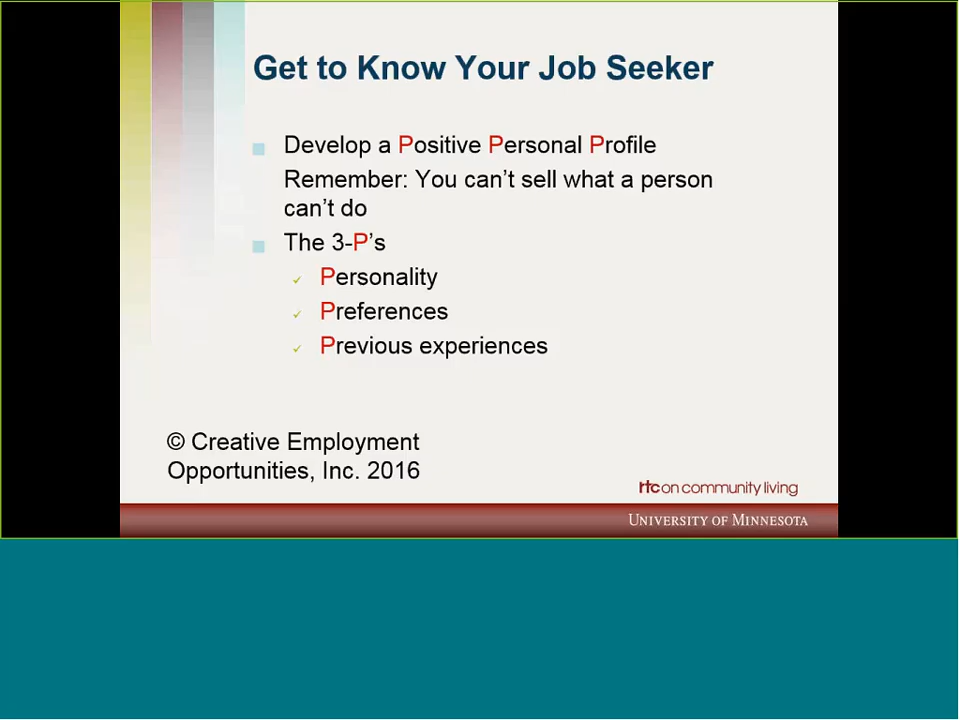 Get to Know Your Job Seeker
Develop a Positive Personal Profile
Remember: You can't sell what a person
can't do
The 3-P's
Personality
Preferences
Previous experiences
© Creative Employment
Opportunities, Inc. 2016
rtc on community living
UNIVERSITY OF MINNESOTA